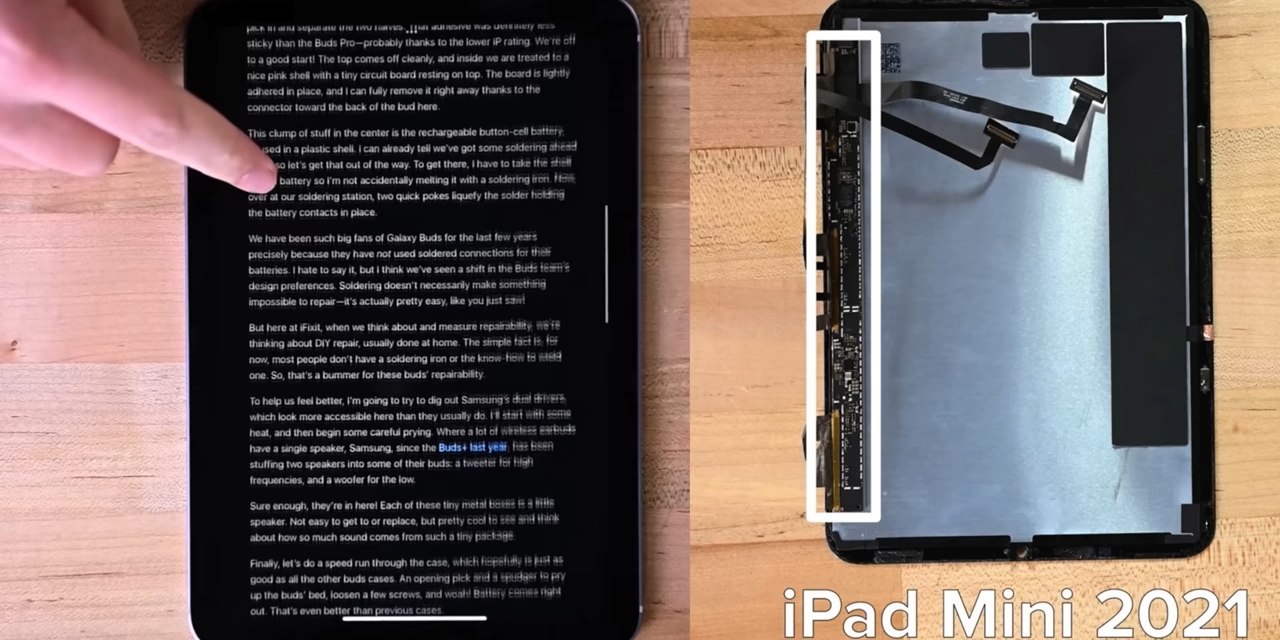 pick in and separate the two halves. That adhesive was definitely less
sticky than the Buds Pro—probably thanks to the lower IP rating. We're off
to a good start! The top comes off cleanly, and inside we are treated to a
nice pink shell with a tiny circuit board resting on top. The board is lightly
adhered in place, and I can fully remove it right away thanks to the
connector toward the back of the bud here.
This clump of stuff in the center is the rechargeable button-cell battery,
in a plastic shell. I can already tell we've got some soldering ahead
so let's get that out of the way. To get there, I have to take the shell
battery so I'm not accidentally melting it with a soldering iron. Now,
over at our soldering station, two quick pokes liquefy the solder holding
the battery contacts in place.
We have been such big fans of Galaxy Buds for the last few years
precisely because they have not used soldered connections for their
batteries. I hate to say it, but I think we've seen a shift in the Buds team's
design preferences. Soldering doesn't necessarily make something
impossible to repair—it's actually pretty easy, like you just saw!
But here at iFixit, when we think about and measure repairability, we're
thinking about DIY repair, usually done at home. The simple fact is, for
now, most people don't have a soldering iron or the know-how to weld
one. So, that's a bummer for these buds' repairability.
To help us feel better, I'm going to try to dig out Samsung's dual drivers,
which look more accessible here than they usually do. I'll start with some
heat, and then begin some careful prying. Where a lot of wireless earbuds
have a single speaker, Samsung, since the Buds+ last year, has been
stuffing two speakers into some of their buds: a tweeter for high
frequencies, and a woofer for the low.
Sure enough, they're in here! Each of these tiny metal boxes is a little
speaker. Not easy to get to or replace, but pretty cool to see and think
about how so much sound comes from such a tiny package.
Finally, let's do a speed run through the case, which hopefully is just as
good as all the other buds cases. An opening pick and a spudger to pry
up the buds' bed, loosen a few screws, and woah! Battery comes right
out. That's even better than previous cases.
iPad Mini 2021